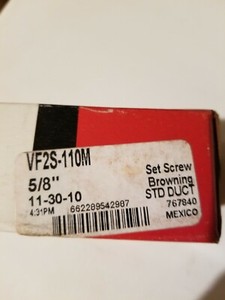 VF2S-110M
5/8"
11-30-10
4:31PM
662289542987
Set Screw
Browning
STD DUCT
767840
MEXICO